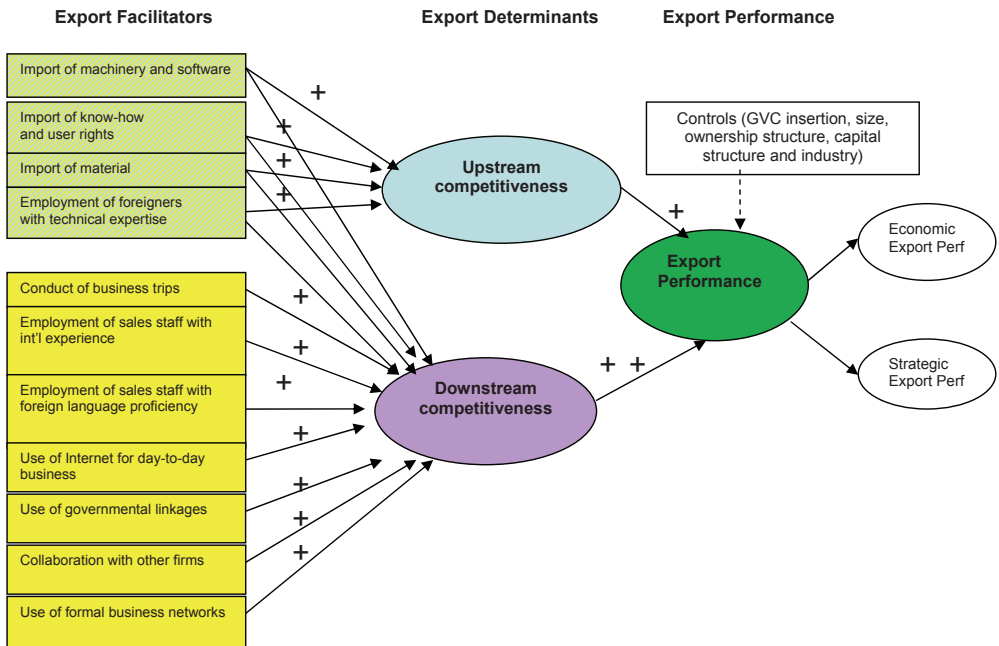 Export Facilitators
Export Determinants
Export Performance
Import of machinery and software
Import of know-how
and user rights
Import of material
Employment of foreigners
with technical expertise
Conduct of business trips
Employment of sales staff with
int'l experience
Employment of sales staff with
foreign language proficiency
Use of Internet for day-to-day
business
Use of governmental linkages
Collaboration with other firms
Use of formal business networks
+
+
+
+
+
+
+
+
+
+
+
Upstream
competitiveness
Downstream
competitiveness
+
+ +
Controls (GVC insertion, size,
ownership structure, capital
structure and industry)
Export
Performance
Economic
Export Perf
Strategic
Export Perf